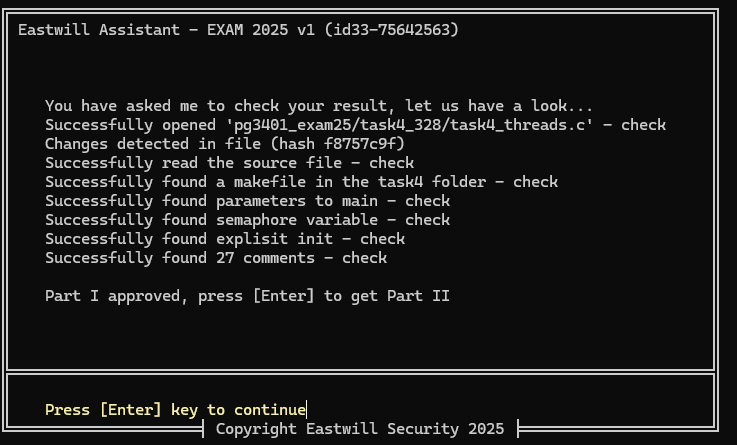 Eastwill Assistant - EXAM 2025 v1 (id33-75642563)
You have asked me to check your result, let us have a look...
Successfully opened 'pg3401_exam25/task4_328/task4_threads.c' - check
Changes detected in file (hash f8757c9f)
Successfully read the source file - check
Successfully found a makefile in the task4 folder - check
Successfully found parameters to main - check
Successfully found semaphore variable - check
Successfully found explisit init - check
Successfully found 27 comments - check
Part I approved, press [Enter] to get Part II
Press [Enter] key to continue
Copyright Eastwill Security 2025